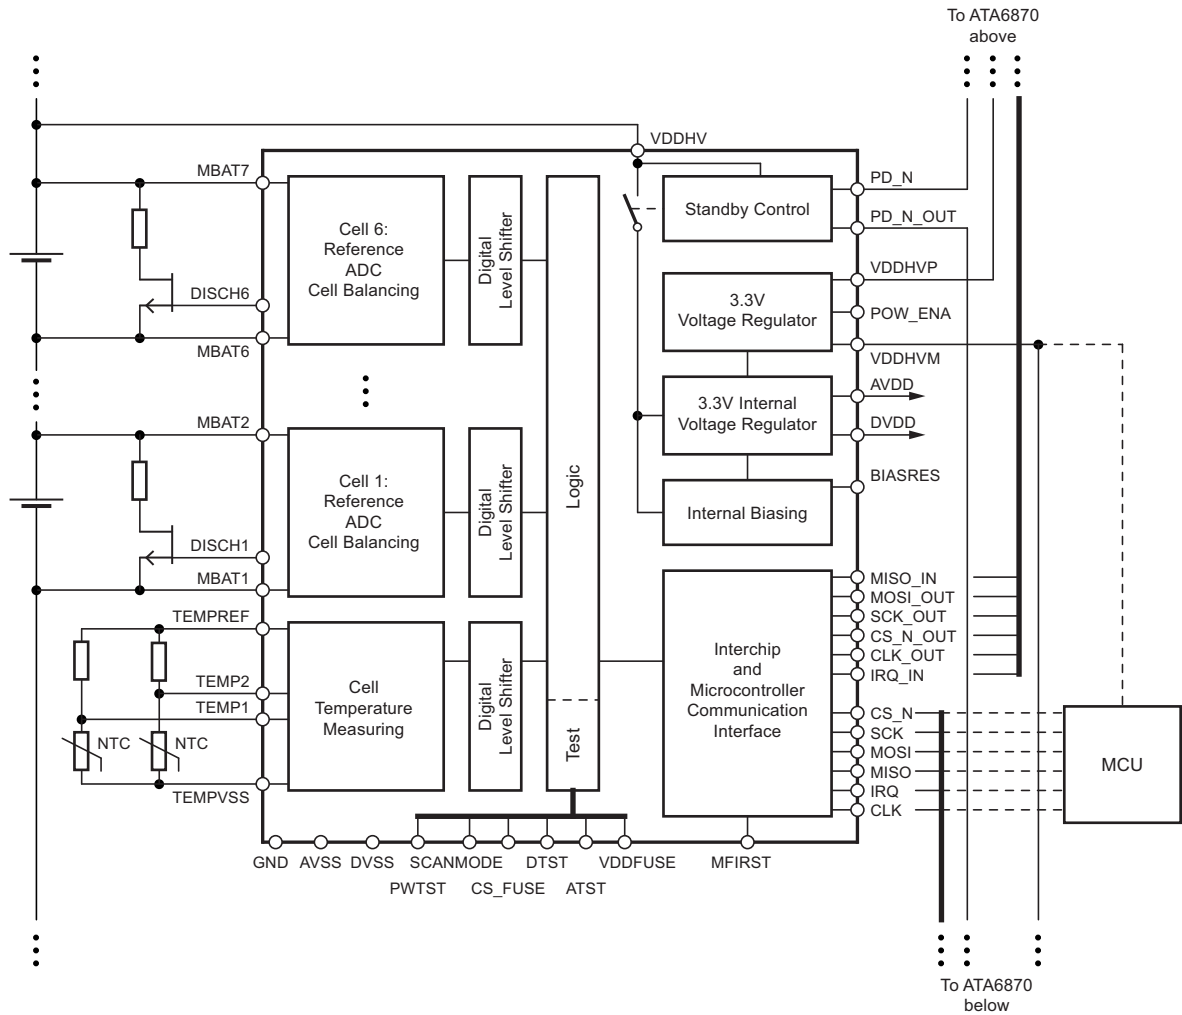 To ATA6870
above
VDDHV
MBAT7
PD_N
Cell 6:
Reference
ADC
Cell Balancing
Digital
Level Shifter
Standby Control
PD_N_OUT
DISCH6
VDDHVP
3.3V
Voltage Regulator
POW_ENA
MBAT6
VDDHVM
AVDD
3.3V Internal
Voltage Regulator
MBAT2
DVDD
Cell 1:
Reference
ADC
Cell Balancing
Digital
Level Shifter
Logic
BIASRES
Internal Biasing
DISCH1
MBAT1
MISO_IN
MOSI_OUT
SCK_OUT
CS_N_OUT
CLK_OUT
IRQ_IN
TEMPREF
TEMP2
TEMP1
NTC
NTC
TEMPVSS
Cell
Temperature
Measuring
Digital
Level Shifter
Test
Interchip
and
Microcontroller
Communication
Interface
CS_N
SCK
MOSI
MISO
IRQ
CLK
MCU
GND
AVSS
DVSS
SCANMODE
DTST
VDDFUSE
MFIRST
PWTST
CS_FUSE
ATST
To ATA6870
below